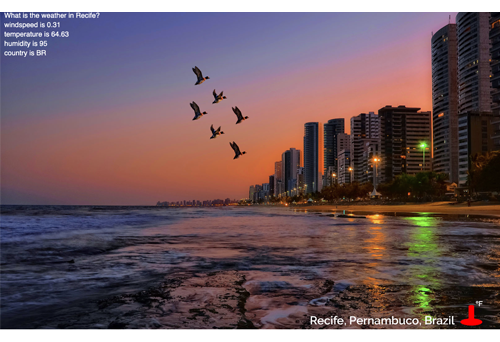 What is the weather in Recife?
windspeed is 0.31
temperature is 64.63
humidity is 95
country is BR
°F
Recife, Pernambuco, Brazil